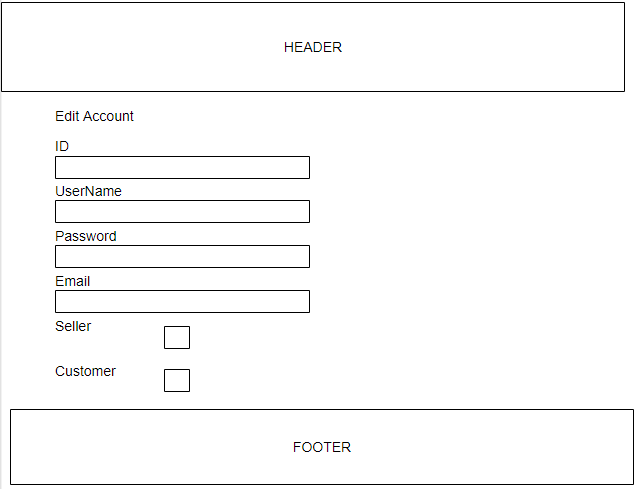 HEADER
Edit Account
ID
UserName
Password
Email
Seller
Customer
FOOTER